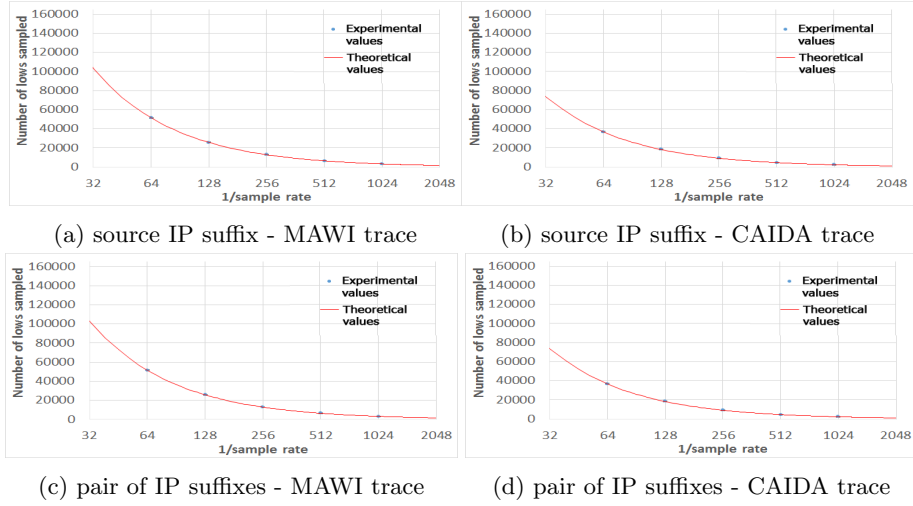 Number of lows sampled
160000
140000
120000
100000
80000
60000
40000
20000
0
Experimental
values
Theoretical
values
32 64 128 256 512 1024 2048
1/sample rate
(a) source IP suffix - MAWI trace
Number of lows sampled
160000
140000
120000
100000
80000
60000
40000
20000
0
Experimental
values
Theoretical
values
32 64 128 256 512 1024 2048
1/sample rate
(b) source IP suffix - CAIDA trace
Number of lows sampled
160000
140000
120000
100000
80000
60000
40000
20000
0
Experimental
values
Theoretical
values
32 64 128 256 512 1024 2048
1/sample rate
(c) pair of IP suffixes - MAWI trace
Number of lows sampled
160000
140000
120000
100000
80000
60000
40000
20000
0
Experimental
values
Theoretical
values
32 64 128 256 512 1024 2048
1/sample rate
(d) pair of IP suffixes - CAIDA trace